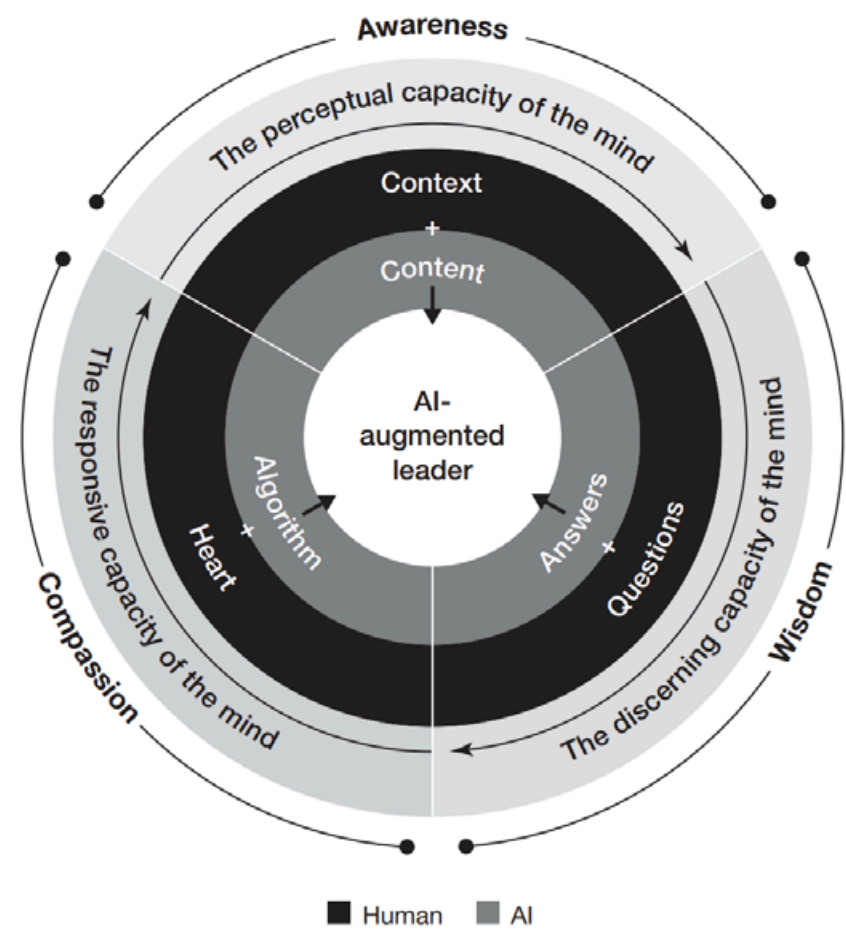 Awareness
The perceptual capacity of the mind
Context
+
Content
AI-
augmented
leader
Answers
+
Questions
The discerning capacity of the mind
Wisdom
Algorithm
+
Heart
The responsive capacity of the mind
Compassion
Human
AI